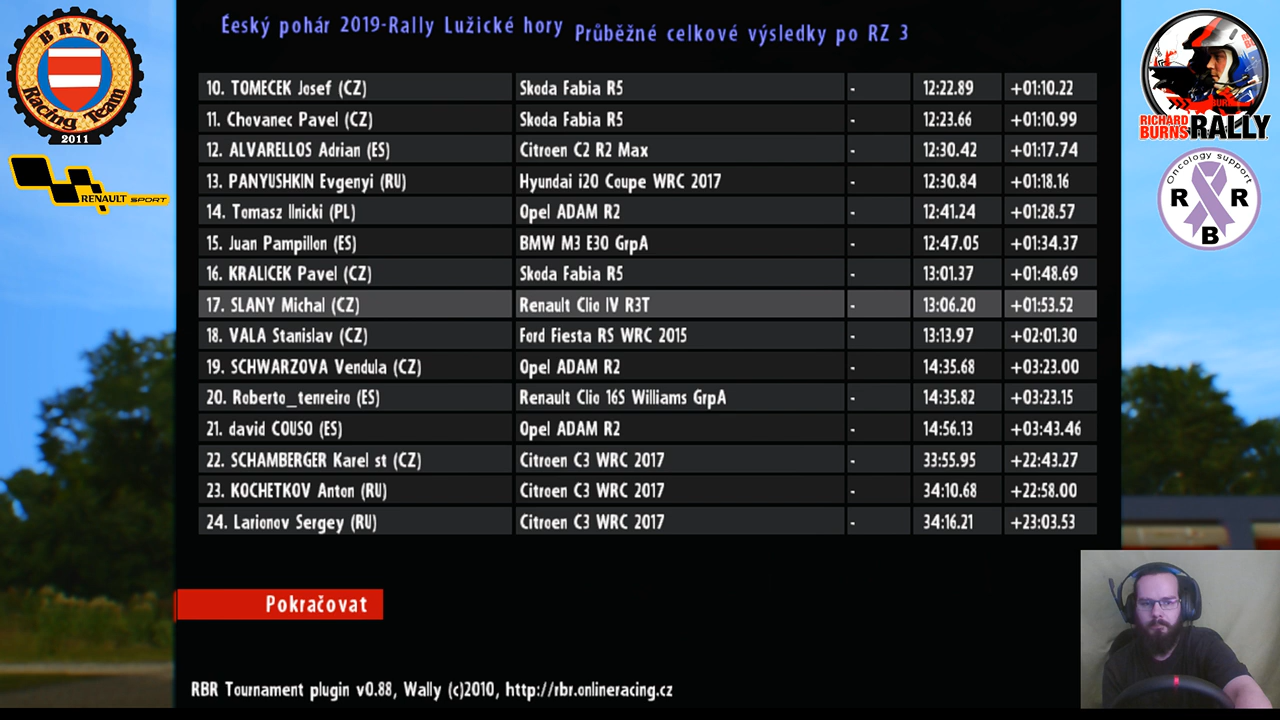 BRNO
Racing Team
2011
RENAULT SPORT
Éeský pohár 2019-Rally Lužické hory Průběžné celkové výsledky po RZ 3
10. TOMECEK Josef (CZ) Skoda Fabia R5 - 12:22.89 +01:10.22
11. Chovanec Pavel (CZ) Skoda Fabia R5 - 12:23.66 +01:10.99
12. ALVARELLOS Adrian (ES) Citroen C2 R2 Max - 12:30.42 +01:17.74
13. PANYUSHKIN Evgenyi (RU) Hyundai i20 Coupe WRC 2017 - 12:30.84 +01:18.16
14. Tomasz Ilnicki (PL) Opel ADAM R2 - 12:41.24 +01:28.57
15. Juan Pampillon (ES) BMW M3 E30 GrpA - 12:47.05 +01:34.37
16. KRALICEK Pavel (CZ) Skoda Fabia R5 - 13:01.37 +01:48.69
17. SLANY Michal (CZ) Renault Clio IV R3T - 13:06.20 +01:53.52
18. VALA Stanislav (CZ) Ford Fiesta RS WRC 2015 - 13:13.97 +02:01.30
19. SCHWARZOVA Vendula (CZ) Opel ADAM R2 - 14:35.68 +03:23.00
20. Roberto_tenreiro (ES) Renault Clio 16S Williams GrpA - 14:35.82 +03:23.15
21. david COUSO (ES) Opel ADAM R2 - 14:56.13 +03:43.46
22. SCHAMBERGER Karel st (CZ) Citroen C3 WRC 2017 - 33:55.95 +22:43.27
23. KOCHETKOV Anton (RU) Citroen C3 WRC 2017 - 34:10.68 +22:58.00
24. Larionov Sergey (RU) Citroen C3 WRC 2017 - 34:16.21 +23:03.53
Pokračovat
RBR Tournament plugin v0.88, Wally (c)2010, http://rbr.onlineracing.cz
RICHARD
BURNS RALLY
Oncology support
R R
B